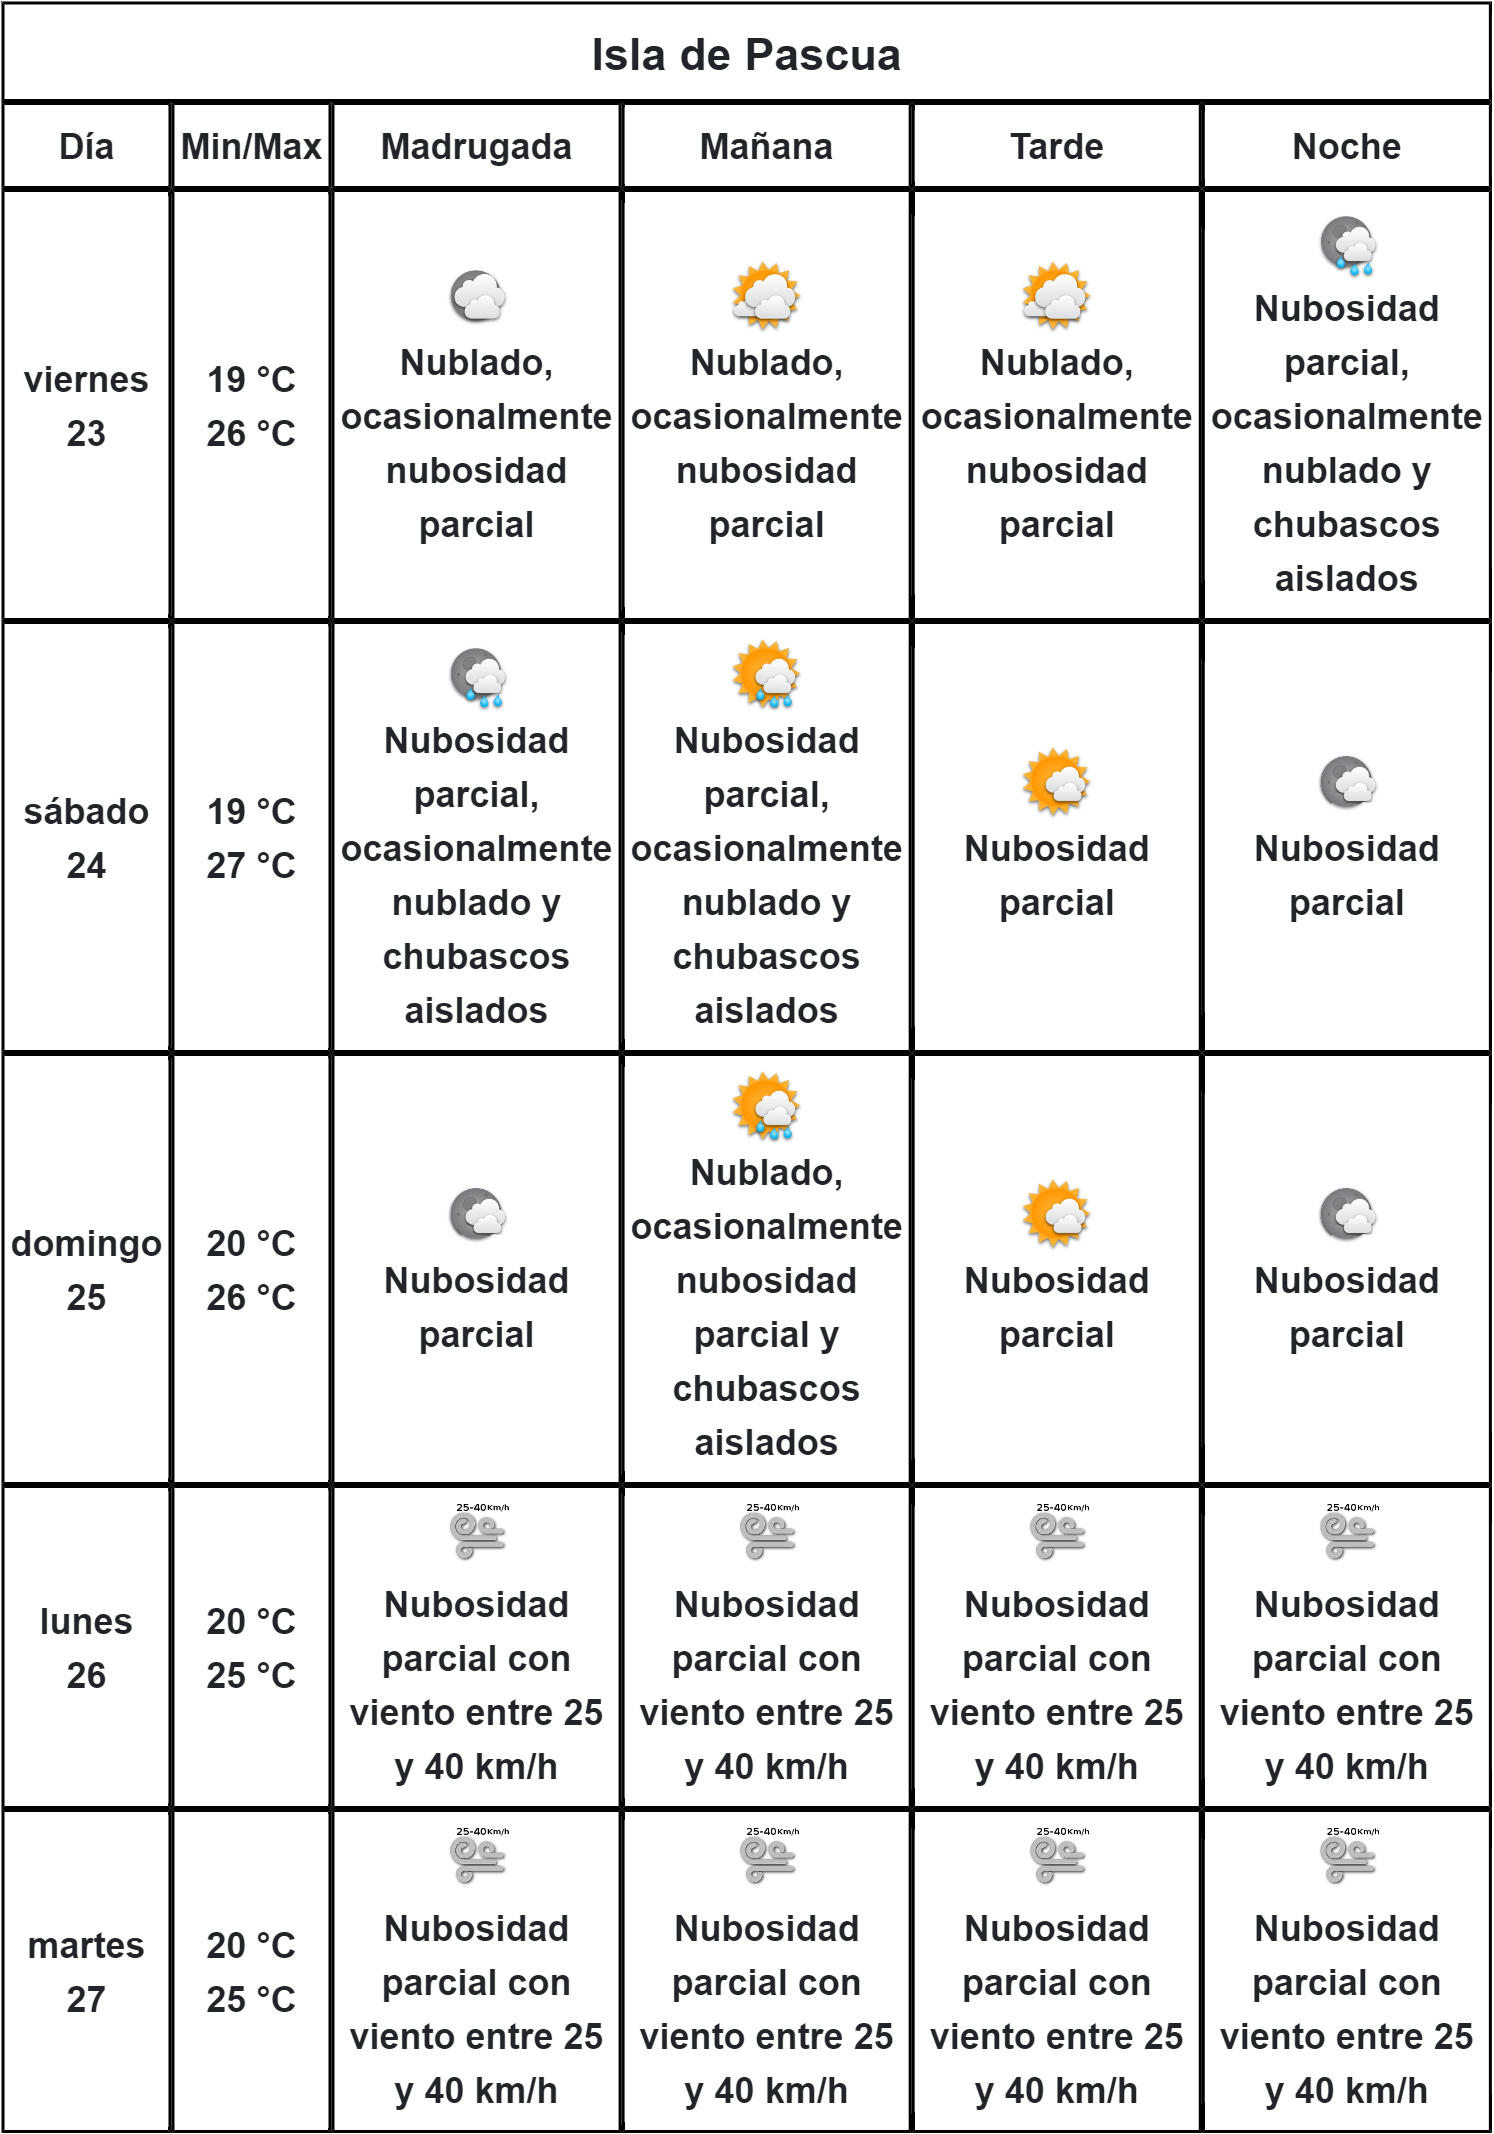 Isla de Pascua
Día Min/Max Madrugada Mañana Tarde Noche
viernes
23
19 °C
26 °C
Nublado,
ocasionalmente
nubosidad
parcial
Nublado,
ocasionalmente
nubosidad
parcial
Nublado,
ocasionalmente
nubosidad
parcial
Nubosidad
parcial,
ocasionalmente
nublado y
chubascos
aislados
sábado
24
19 °C
27 °C
Nubosidad
parcial,
ocasionalmente
nublado y
chubascos
aislados
Nubosidad
parcial,
ocasionalmente
nublado y
chubascos
aislados
Nubosidad
parcial
Nubosidad
parcial
domingo
25
20 °C
26 °C
Nubosidad
parcial
Nublado,
ocasionalmente
nubosidad
parcial y
chubascos
aislados
Nubosidad
parcial
Nubosidad
parcial
lunes
26
20 °C
25 °C
25-40Km/h
Nubosidad
parcial con
viento entre 25
y 40 km/h
25-40Km/h
Nubosidad
parcial con
viento entre 25
y 40 km/h
25-40Km/h
Nubosidad
parcial con
viento entre 25
y 40 km/h
25-40Km/h
Nubosidad
parcial con
viento entre 25
y 40 km/h
martes
27
20 °C
25 °C
25-40Km/h
Nubosidad
parcial con
viento entre 25
y 40 km/h
25-40Km/h
Nubosidad
parcial con
viento entre 25
y 40 km/h
25-40Km/h
Nubosidad
parcial con
viento entre 25
y 40 km/h
25-40Km/h
Nubosidad
parcial con
viento entre 25
y 40 km/h